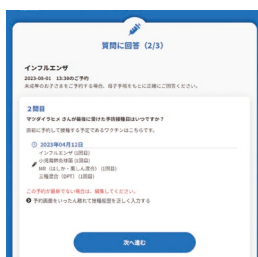 質問に回答（2/3）
インフルエンザ
2023-08-01　13:30のご予約
未成年のお子さまをご予約する場合、母子手帳をもとに正確にご回答ください。
2問目
マツダイラヒメ さんが最後に受けた予防接種日はいつですか？
直前に予約して接種する予定であるワクチンはこちらです。
2023年04月12日
インフルエンザ (1回目)
小児肺炎球菌 (1回目)
MR（はしか・風しん混合）(1回目)
三種混合（DPT）(1回目)
この予約が最新でない場合は、編集してください。
予約画面をいったん離れて接種履歴を正しく入力する
次へ進む